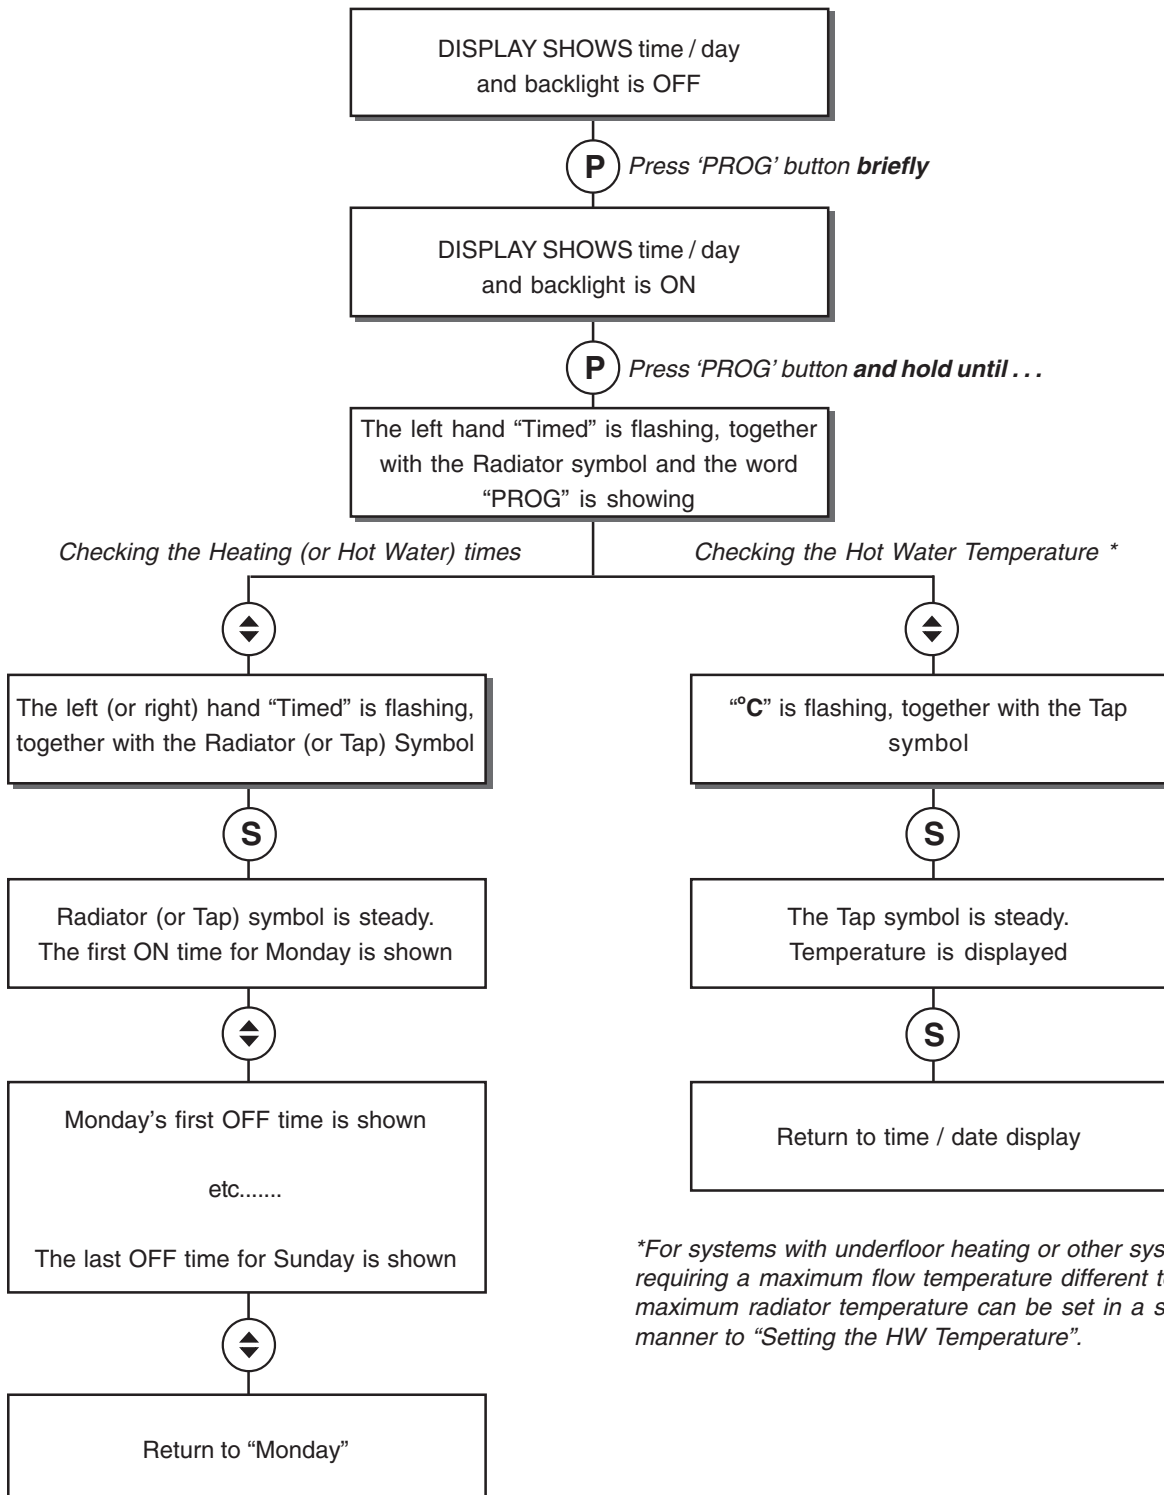 DISPLAY SHOWS time / day
and backlight is OFF
P
Press ‘PROG’ button briefly
DISPLAY SHOWS time / day
and backlight is ON
P
Press ‘PROG’ button and hold until . . .
The left hand “Timed” is flashing, together
with the Radiator symbol and the word
“PROG” is showing
Checking the Heating (or Hot Water) times
Checking the Hot Water Temperature *
The left (or right) hand “Timed” is flashing,
together with the Radiator (or Tap) Symbol
S
Radiator (or Tap) symbol is steady.
The first ON time for Monday is shown
Monday’s first OFF time is shown
etc.......
The last OFF time for Sunday is shown
Return to “Monday”
“°C” is flashing, together with the Tap
symbol
S
The Tap symbol is steady.
Temperature is displayed
S
Return to time / date display
*For systems with underfloor heating or other
requiring a maximum flow temperature different
maximum radiator temperature can be set in a
manner to “Setting the HW Temperature”.